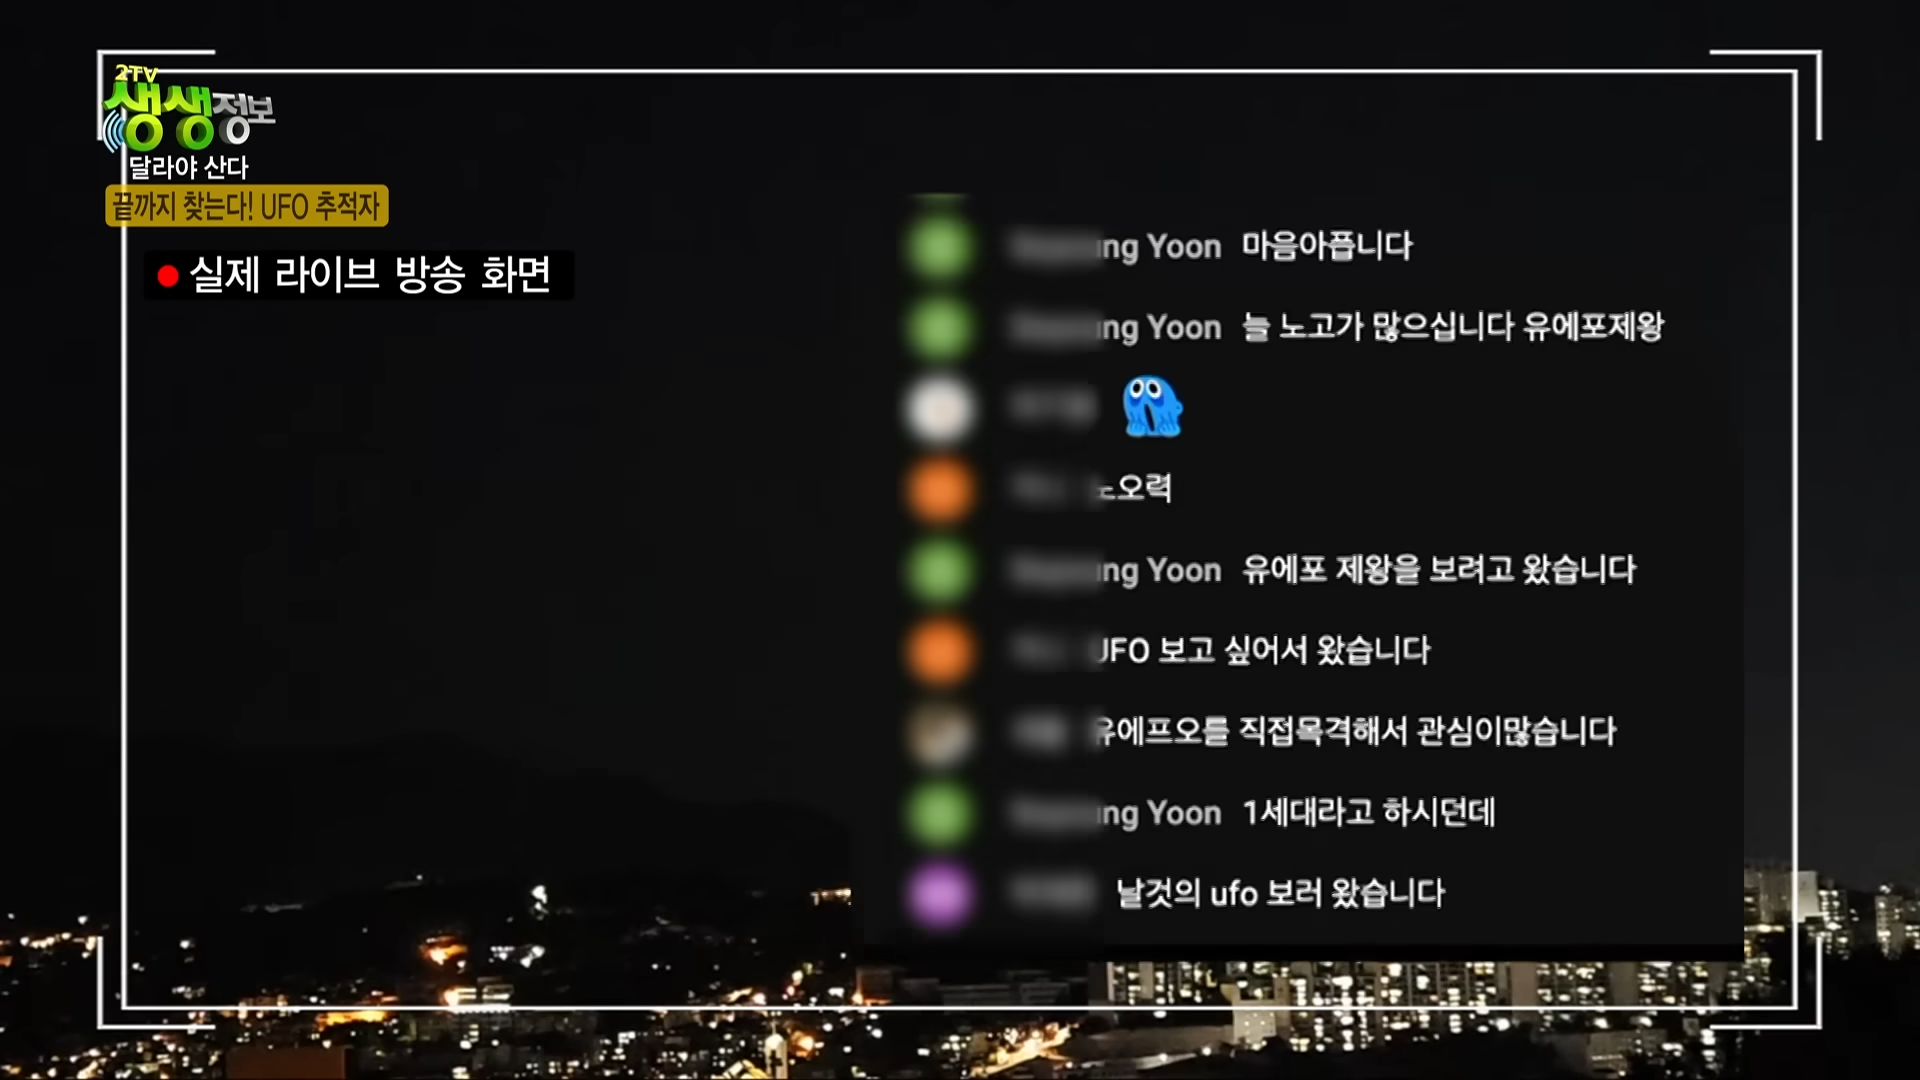 2TV
생생정보
달라야 산다
끝까지 찾는다! UFO 추적자
실제 라이브 방송 화면
ng Yoon 마음아픕니다
ng Yoon 늘 노고가 많으십니다 유에포제왕
노오력
ng Yoon 유에포 제왕을 보려고 왔습니다
UFO 보고 싶어서 왔습니다
유에프오를 직접목격해서 관심이많습니다
ng Yoon 1세대라고 하시던데
날것의 ufo 보러 왔습니다